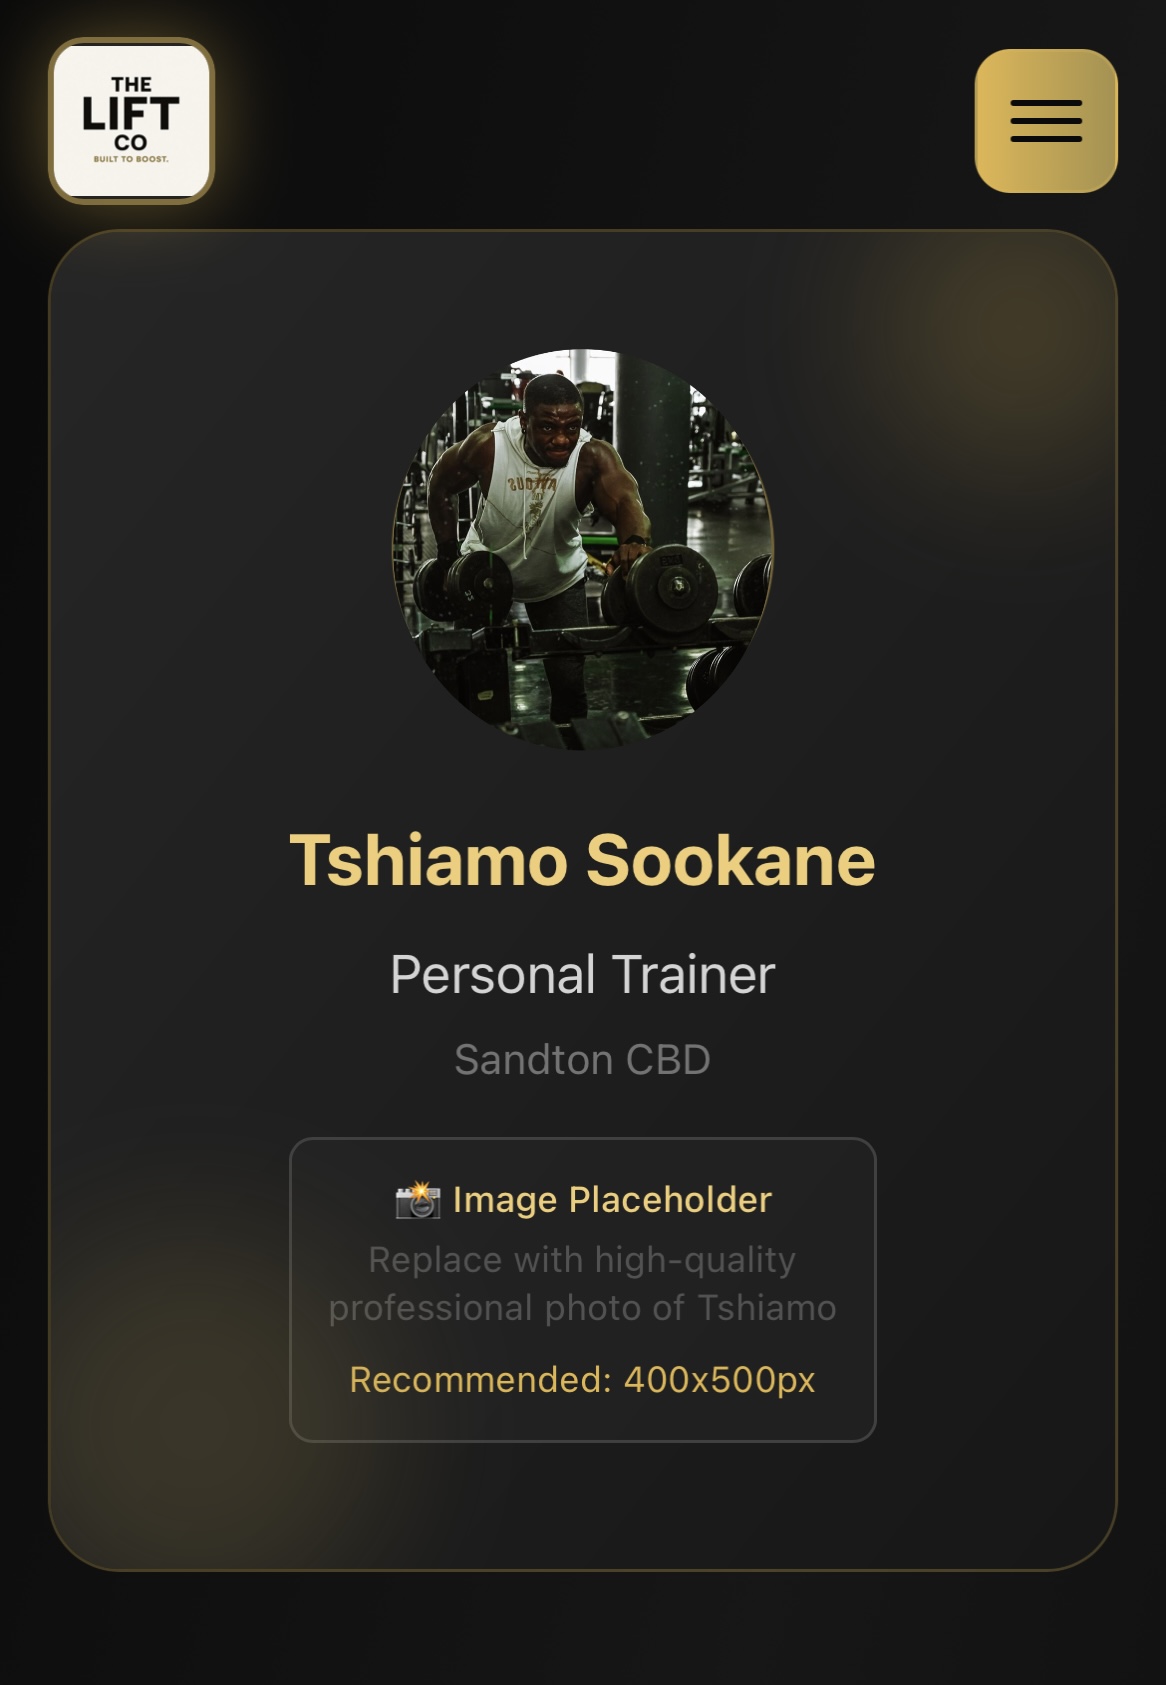 THE
LIFT
CO
BUILT TO BOOST.
Tshiamo Sookane
Personal Trainer
Sandton CBD
📸 Image Placeholder
Replace with high-quality
professional photo of Tshiamo
Recommended: 400x500px